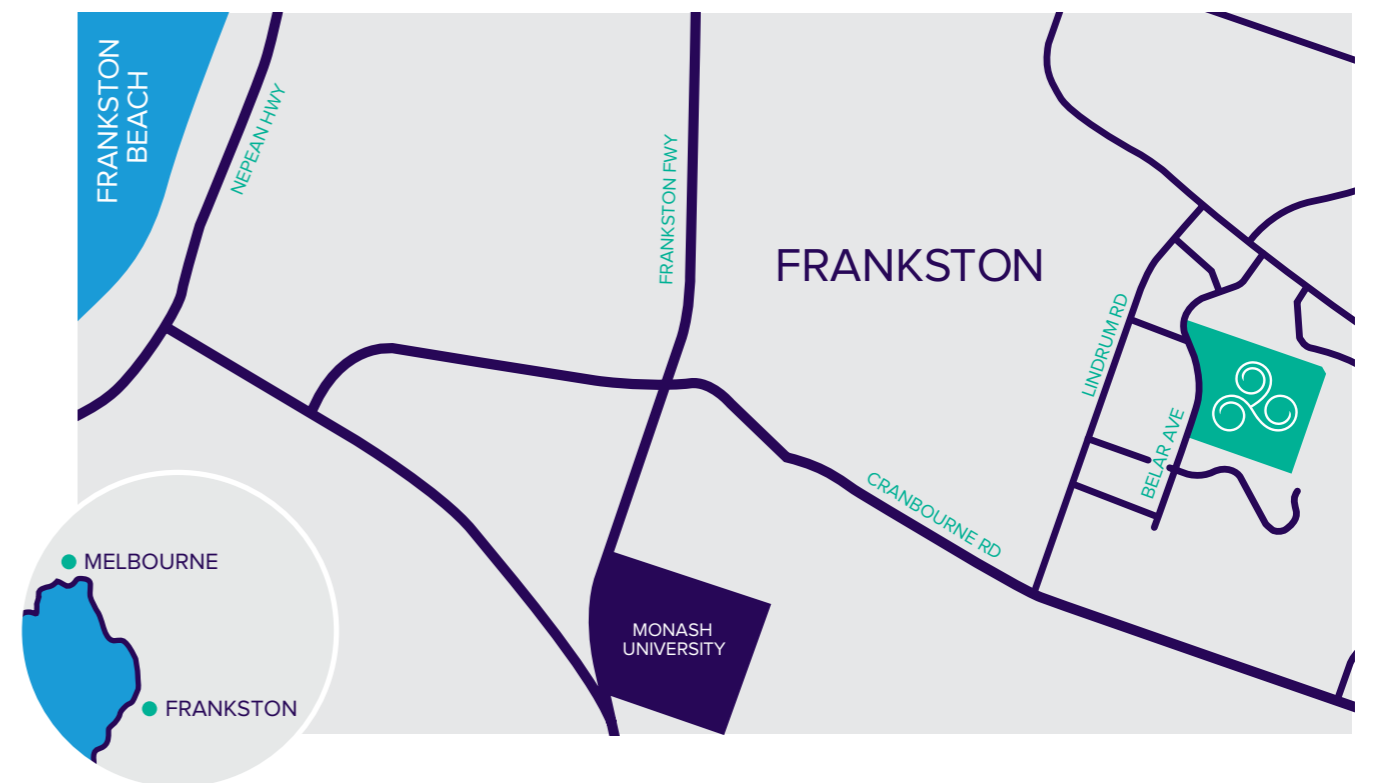 FRANKSTON
BEACH
NEPEAN HWY
FRANKSTON FWY
FRANKSTON
LINDRUM RD
BELAR AVE
CRANBOURNE RD
MONASH
UNIVERSITY
MELBOURNE
FRANKSTON